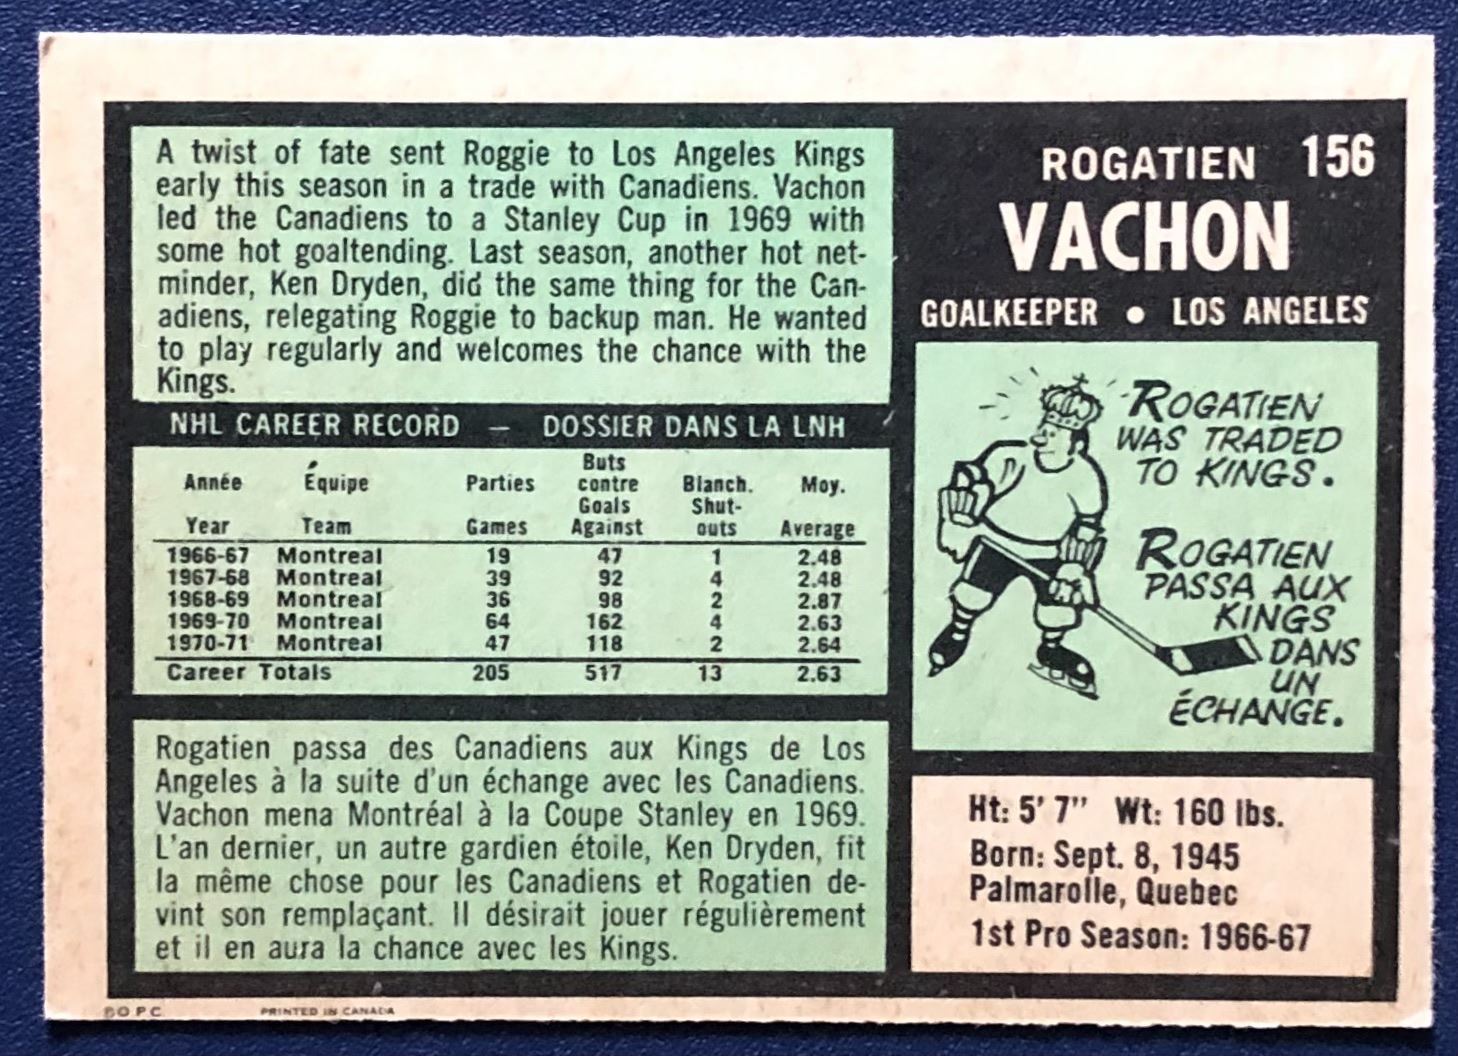 A twist of fate sent Roggie to Los Angeles Kings
early this season in a trade with Canadiens. Vachon
led the Canadiens to a Stanley Cup in 1969 with
some hot goaltending. Last season, another hot net-
minder, Ken Dryden, did the same thing for the Can-
adiens, relegating Roggie to backup man. He wanted
to play regularly and welcomes the chance with the
Kings.
NHL CAREER RECORD — DOSSIER DANS LA LNH
Année Équipe Parties Buts contre Blanch. Moy.
Year Team Games Goals Against Shut-outs Average
1966-67 Montreal 19 47 1 2.48
1967-68 Montreal 39 92 4 2.48
1968-69 Montreal 36 98 2 2.87
1969-70 Montreal 64 162 4 2.63
1970-71 Montreal 47 118 2 2.64
Career Totals 205 517 13 2.63
Rogatien passa des Canadiens aux Kings de Los
Angeles à la suite d'un échange avec les Canadiens.
Vachon mena Montréal à la Coupe Stanley en 1969.
L'an dernier, un autre gardien étoile, Ken Dryden, fit
la même chose pour les Canadiens et Rogatien de-
vint son remplaçant. Il désirait jouer régulièrement
et il en aura la chance avec les Kings.
ROGATIEN 156
VACHON
GOALKEEPER • LOS ANGELES
ROGATIEN
WAS TRADED
TO KINGS.
ROGATIEN
PASSA AUX
KINGS
DANS
UN
ÉCHANGE.
Ht: 5' 7" Wt: 160 lbs.
Born: Sept. 8, 1945
Palmarolle, Quebec
1st Pro Season: 1966-67
O P C PRINTED IN CANADA